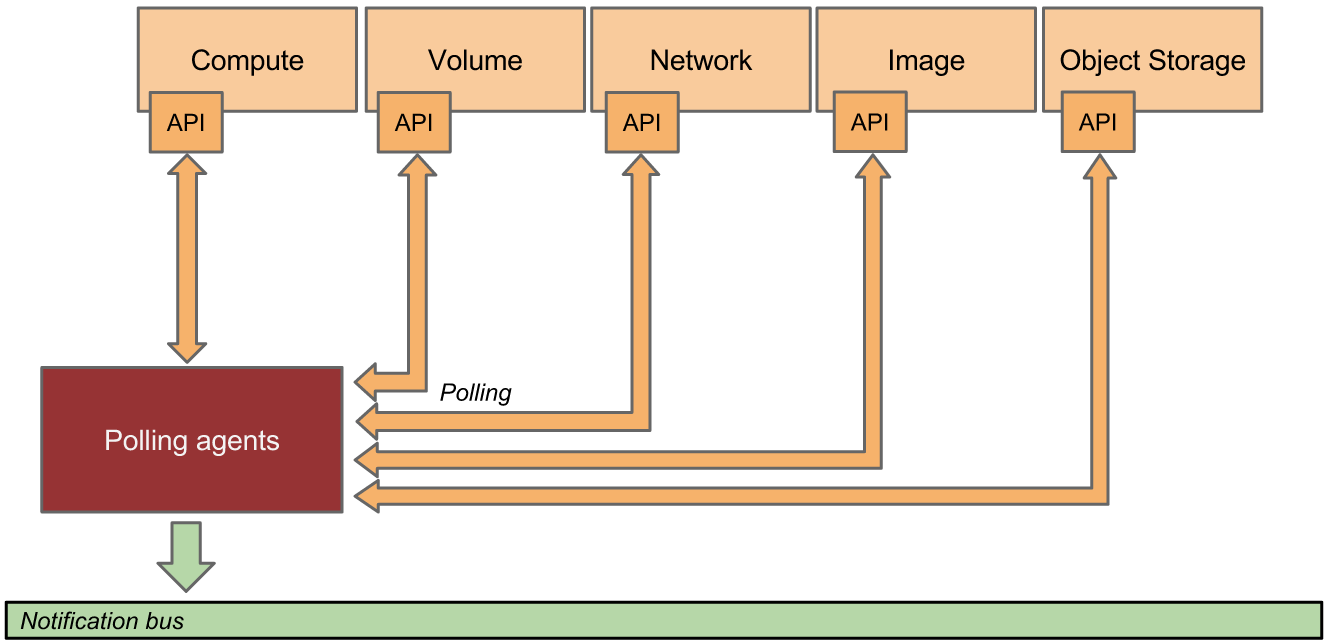 Compute
Volume
Network
Image
Object Storage
API
API
API
API
API
Polling
Polling agents
Notification bus